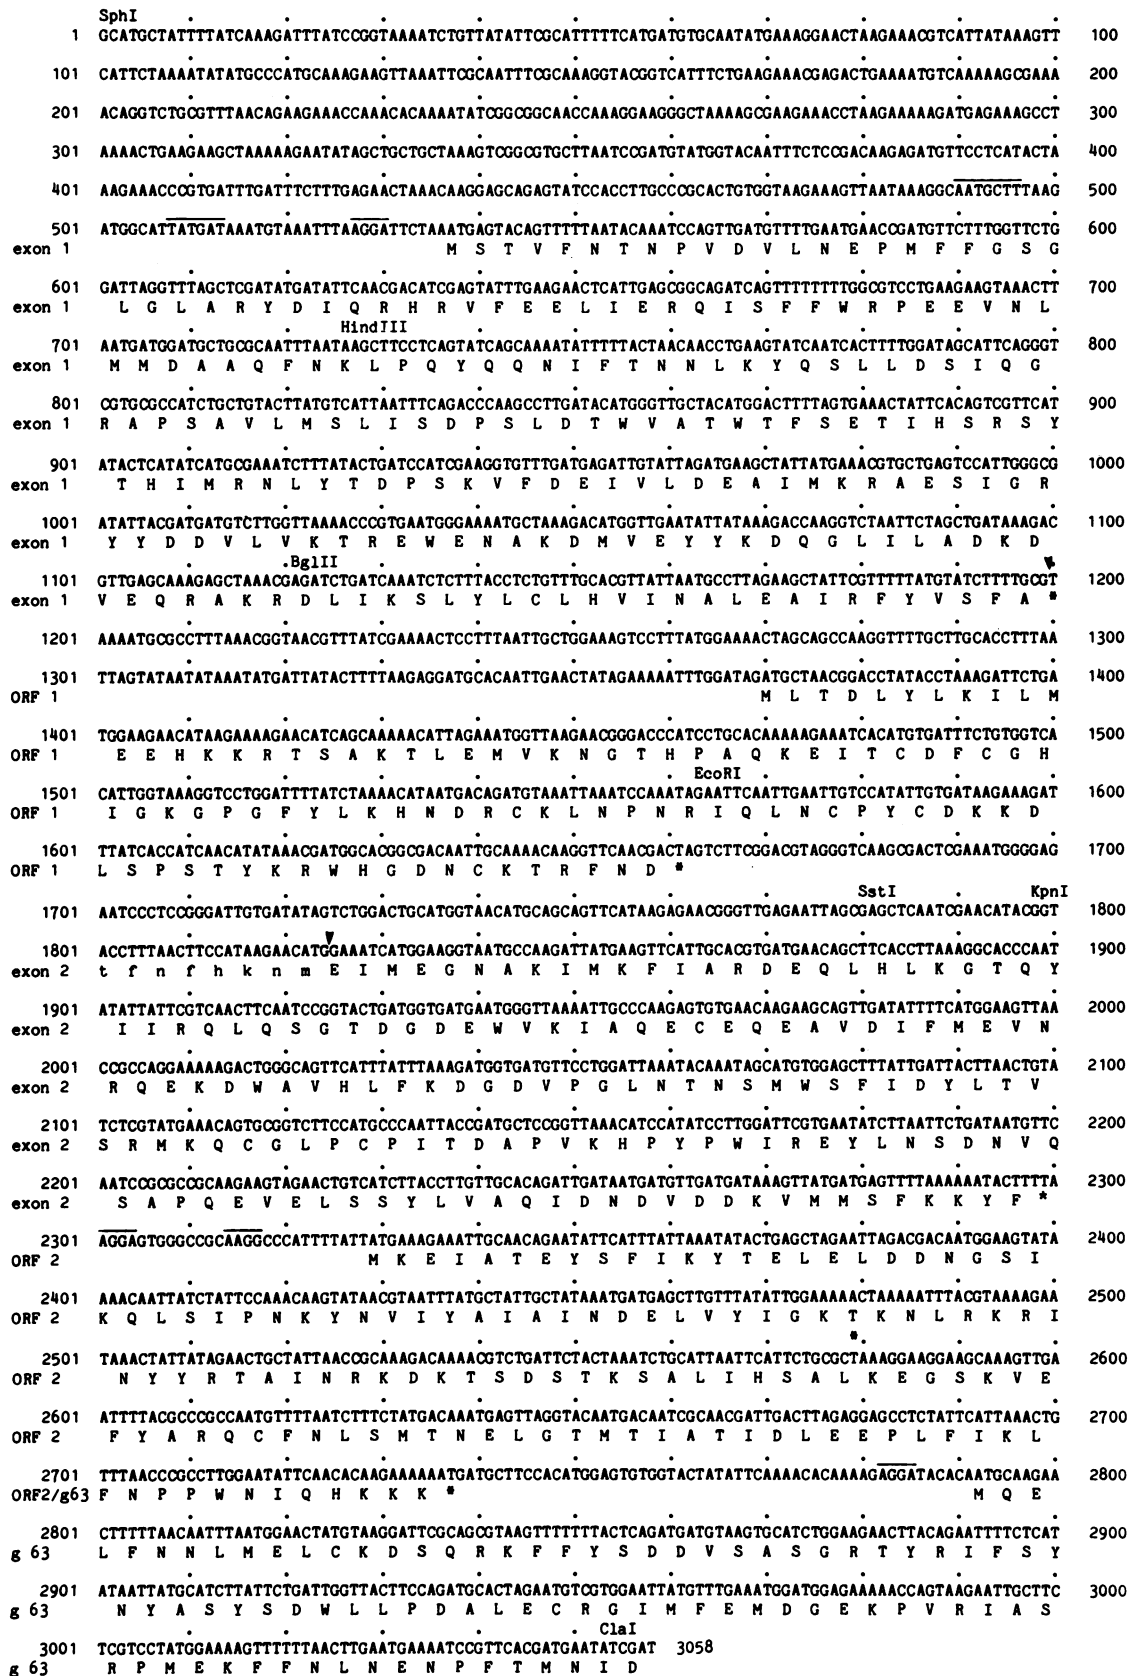 SphI
1 GCATGCTATTTTATCAAAGATTTATCCGGTAAAATCTGTTATATTCGCATTTTTCATGATGTGCAATATGAAAGGAACTAAGAAACGTCATTATAAAGTT 100
101 CATTCTAAAATATATGCCCATGCAAAGAAGTTAAATTCGCAATTTCGCAAAGGTACGGTCATTTCTGAAGAAACGAGACTGAAAATGTCAAAAAGCGAAA 200
201 ACAGGTCTGCGTTTAACAGAAGAAACCAAACACAAAATATCGGCGGCAACCAAAGGAAGGGCTAAAAGCGAAGAAACCTAAGAAAAAGATGAGAAAGCCT 300
301 AAAACTGAAGAAGCTAAAAAGAATATAGCTGCTGCTAAAGTCGGCGTGCTTAATCCGATGTATGGTACAATTTCTCCGACAAGAGATGTTCCTCATACTA 400
401 AAGAAACCCGTGATTTGATTTCTTTGAGAACTAAACAAGGAGCAGAGTATCCACCTTGCCCGCACTGTGGTAAGAAAGTTAATAAAGGCAATGCTTTAAG 500
501 ATGGCATTATGATAAATGTAAATTTAAGGATTCTAAATGAGTACAGTTTTTAATACAAATCCAGTTGATGTTTTGAATGAACCGATGTTCTTTGGTTCTG 600
exon 1 M S T V F N T N P V D V L N E P M F F G S G
601 GATTAGGTTTAGCTCGATATGATATTCAACGACATCGAGTATTTGAAGAACTCATTGAGCGGCAGATCAGTTTTTTTTGGCGTCCTGAAGAAGTAAACTT 700
exon 1 L G L A R Y D I Q R H R V F E E L I E R Q I S F F W R P E E V N L
HindIII
701 AATGATGGATGCTGCGCAATTTAATAAGCTTCCTCAGTATCAGCAAAATATTTTTACTAACAACCTGAAGTATCAATCACTTTTGGATAGCATTCAGGGT 800
exon 1 M M D A A Q F N K L P Q Y Q Q N I F T N N L K Y Q S L L D S I Q G
801 CGTGCGCCATCTGCTGTACTTATGTCATTAATTTCAGACCCAAGCCTTGATACATGGGTTGCTACATGGACTTTTAGTGAAACTATTCACAGTCGTTCAT 900
exon 1 R A P S A V L M S L I S D P S L D T W V A T W T F S E T I H S R S Y
901 ATACTCATATCATGCGAAATCTTTATACTGATCCATCGAAGGTGTTTGATGAGATTGTATTAGATGAAGCTATTATGAAACGTGCTGAGTCCATTGGGCG 1000
exon 1 T H I M R N L Y T D P S K V F D E I V L D E A I M K R A E S I G R
1001 ATATTACGATGATGTCTTGGTTAAAACCCGTGAATGGGAAAATGCTAAAGACATGGTTGAATATTATAAAGACCAAGGTCTAATTCTAGCTGATAAAGAC 1100
exon 1 Y Y D D V L V K T R E W E N A K D M V E Y Y K D Q G L I L A D K D
BglII
1101 GTTGAGCAAAGAGCTAAACGAGATCTGATCAAATCTCTTTACCTCTGTTTGCACGTTATTAATGCCTTAGAAGCTATTCGTTTTTATGTATCTTTTGCGT 1200
exon 1 V E Q R A K R D L I K S L Y L C L H V I N A L E A I R F Y V S F A *
1201 AAAATGCGCCTTTAAACGGTAACGTTTATCGAAAACTCCTTTAATTGCTGGAAAGTCCTTTATGGAAAACTAGCAGCCAAGGTTTTGCTTGCACCTTTAA 1300
1301 TTAGTATAATATAAATATGATTATACTTTTAAGAGGATGCACAATTGAACTATAGAAAAATTTGGATAGATGCTAACGGACCTATACCTAAAGATTCTGA 1400
ORF 1 M L T D L Y L K I L M
1401 TGGAAGAACATAAGAAAAGAACATCAGCAAAAACATTAGAAATGGTTAAGAACGGGACCCATCCTGCACAAAAAGAAATCACATGTGATTTCTGTGGTCA 1500
ORF 1 E E H K K R T S A K T L E M V K N G T H P A Q K E I T C D F C G H
EcoRI
1501 CATTGGTAAAGGTCCTGGATTTTATCTAAAACATAATGACAGATGTAAATTAAATCCAAATAGAATTCAATTGAATTGTCCATATTGTGATAAGAAAGAT 1600
ORF 1 I G K G P G F Y L K H N D R C K L N P N R I Q L N C P Y C D K K D
1601 TTATCACCATCAACATATAAACGATGGCACGGCGACAATTGCAAAACAAGGTTCAACGACTAGTCTTCGGACGTAGGGTCAAGCGACTCGAAATGGGGAG 1700
ORF 1 L S P S T Y K R W H G D N C K T R F N D *
SstI KpnI
1701 AATCCCTCCGGGATTGTGATATAGTCTGGACTGCATGGTAACATGCAGCAGTTCATAAGAGAACGGGTTGAGAATTAGCGAGCTCAATCGAACATACGGT 1800
1801 ACCTTTAACTTCCATAAGAACATGGAAATCATGGAAGGTAATGCCAAGATTATGAAGTTCATTGCACGTGATGAACAGCTTCACCTTAAAGGCACCCAAT 1900
exon 2 t f n f h k n m E I M E G N A K I M K F I A R D E Q L H L K G T Q Y
1901 ATATTATTCGTCAACTTCAATCCGGTACTGATGGTGATGAATGGGTTAAAATTGCCCAAGAGTGTGAACAAGAAGCAGTTGATATTTTCATGGAAGTTAA 2000
exon 2 I I R Q L Q S G T D G D E W V K I A Q E C E Q E A V D I F M E V N
2001 CCGCCAGGAAAAAGACTGGGCAGTTCATTTATTTAAAGATGGTGATGTTCCTGGATTAAATACAAATAGCATGTGGAGCTTTATTGATTACTTAACTGTA 2100
exon 2 R Q E K D W A V H L F K D G D V P G L N T N S M W S F I D Y L T V
2101 TCTCGTATGAAACAGTGCGGTCTTCCATGCCCAATTACCGATGCTCCGGTTAAACATCCATATCCTTGGATTCGTGAATATCTTAATTCTGATAATGTTC 2200
exon 2 S R M K Q C G L P C P I T D A P V K H P Y P W I R E Y L N S D N V Q
2201 AATCCGCGCCGCAAGAAGTAGAACTGTCATCTTACCTTGTTGCACAGATTGATAATGATGTTGATGATAAAGTTATGATGAGTTTTAAAAAATACTTTTA 2300
exon 2 S A P Q E V E L S S Y L V A Q I D N D V D D K V M M S F K K Y F *
2301 AGGAGTGGGCCGCAAGGCCCATTTTATTATGAAAGAAATTGCAACAGAATATTCATTTATTAAATATACTGAGCTAGAATTAGACGACAATGGAAGTATA 2400
ORF 2 M K E I A T E Y S F I K Y T E L E L D D N G S I
2401 AAACAATTATCTATTCCAAACAAGTATAACGTAATTTATGCTATTGCTATAAATGATGAGCTTGTTTATATTGGAAAAACTAAAAATTTACGTAAAAGAA 2500
ORF 2 K Q L S I P N K Y N V I Y A I A I N D E L V Y I G K T K N L R K R I
*
2501 TAAACTATTATAGAACTGCTATTAACCGCAAAGACAAAACGTCTGATTCTACTAAATCTGCATTAATTCATTCTGCGCTAAAGGAAGGAAGCAAAGTTGA 2600
ORF 2 N Y Y R T A I N R K D K T S D S T K S A L I H S A L K E G S K V E
2601 ATTTTACGCCCGCCAATGTTTTAATCTTTCTATGACAAATGAGTTAGGTACAATGACAATCGCAACGATTGACTTAGAGGAGCCTCTATTCATTAAACTG 2700
ORF 2 F Y A R Q C F N L S M T N E L G T M T I A T I D L E E P L F I K L
2701 TTTAACCCGCCTTGGAATATTCAACACAAGAAAAAATGATGCTTCCACATGGAGTGTGGTACTATATTCAAAACACAAAAGAGGATACACAATGCAAGAA 2800
ORF2/g63 F N P P W N I Q H K K K * M Q E
2801 CTTTTTAACAATTTAATGGAACTATGTAAGGATTCGCAGCGTAAGTTTTTTTACTCAGATGATGTAAGTGCATCTGGAAGAACTTACAGAATTTTCTCAT 2900
g 63 L F N N L M E L C K D S Q R K F F Y S D D V S A S G R T Y R I F S Y
2901 ATAATTATGCATCTTATTCTGATTGGTTACTTCCAGATGCACTAGAATGTCGTGGAATTATGTTTGAAATGGATGGAGAAAAACCAGTAAGAATTGCTTC 3000
g 63 N Y A S Y S D W L L P D A L E C R G I M F E M D G E K P V R I A S
ClaI
3001 TCGTCCTATGGAAAAGTTTTTTAACTTGAATGAAAATCCGTTCACGATGAATATCGAT 3058
g 63 R P M E K F F N L N E N P F T M N I D